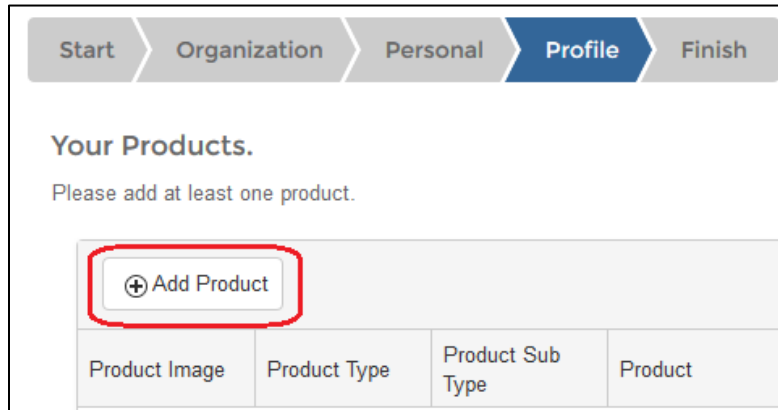 Start Organization Personal Profile Finish
Your Products.
Please add at least one product.
Add Product
Product Image Product Type Product Sub Type Product